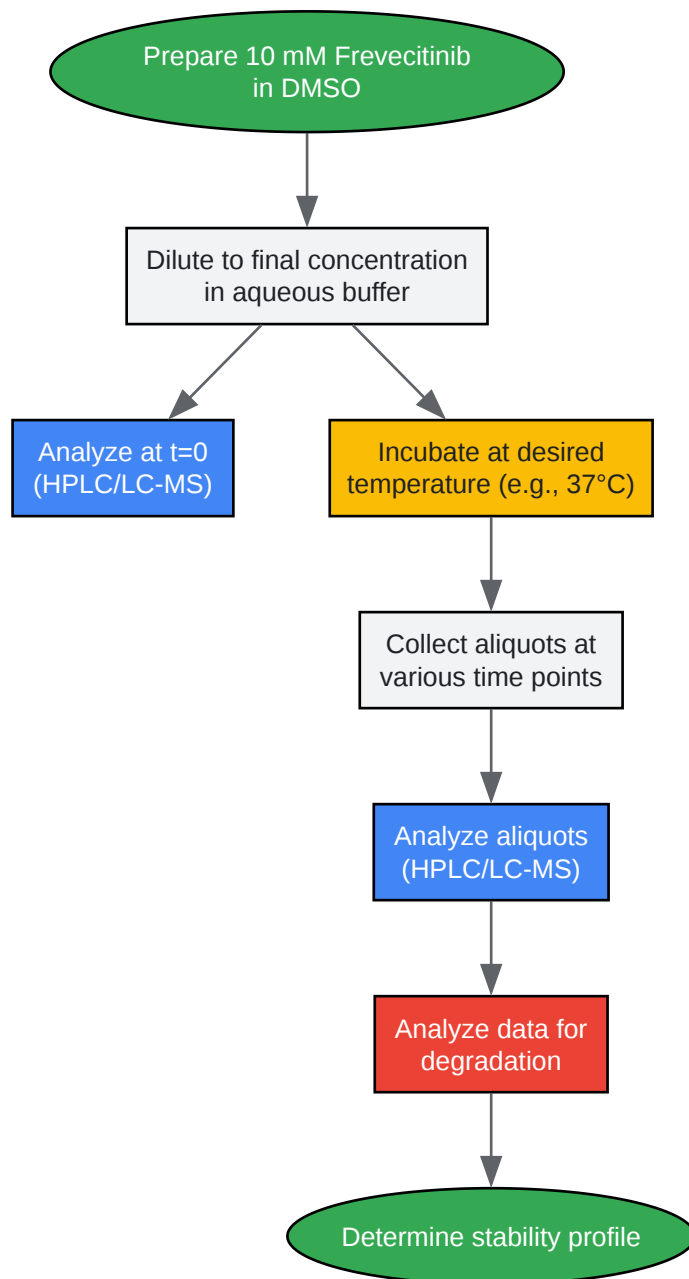 Prepare 10 mM Frevecitinib
in DMSO
Dilute to final concentration
in aqueous buffer
Analyze at t=0
(HPLC/LC-MS)
Incubate at desired
temperature (e.g., 37°C)
Collect aliquots at
various time points
Analyze aliquots
(HPLC/LC-MS)
Analyze data for
degradation
Determine stability profile